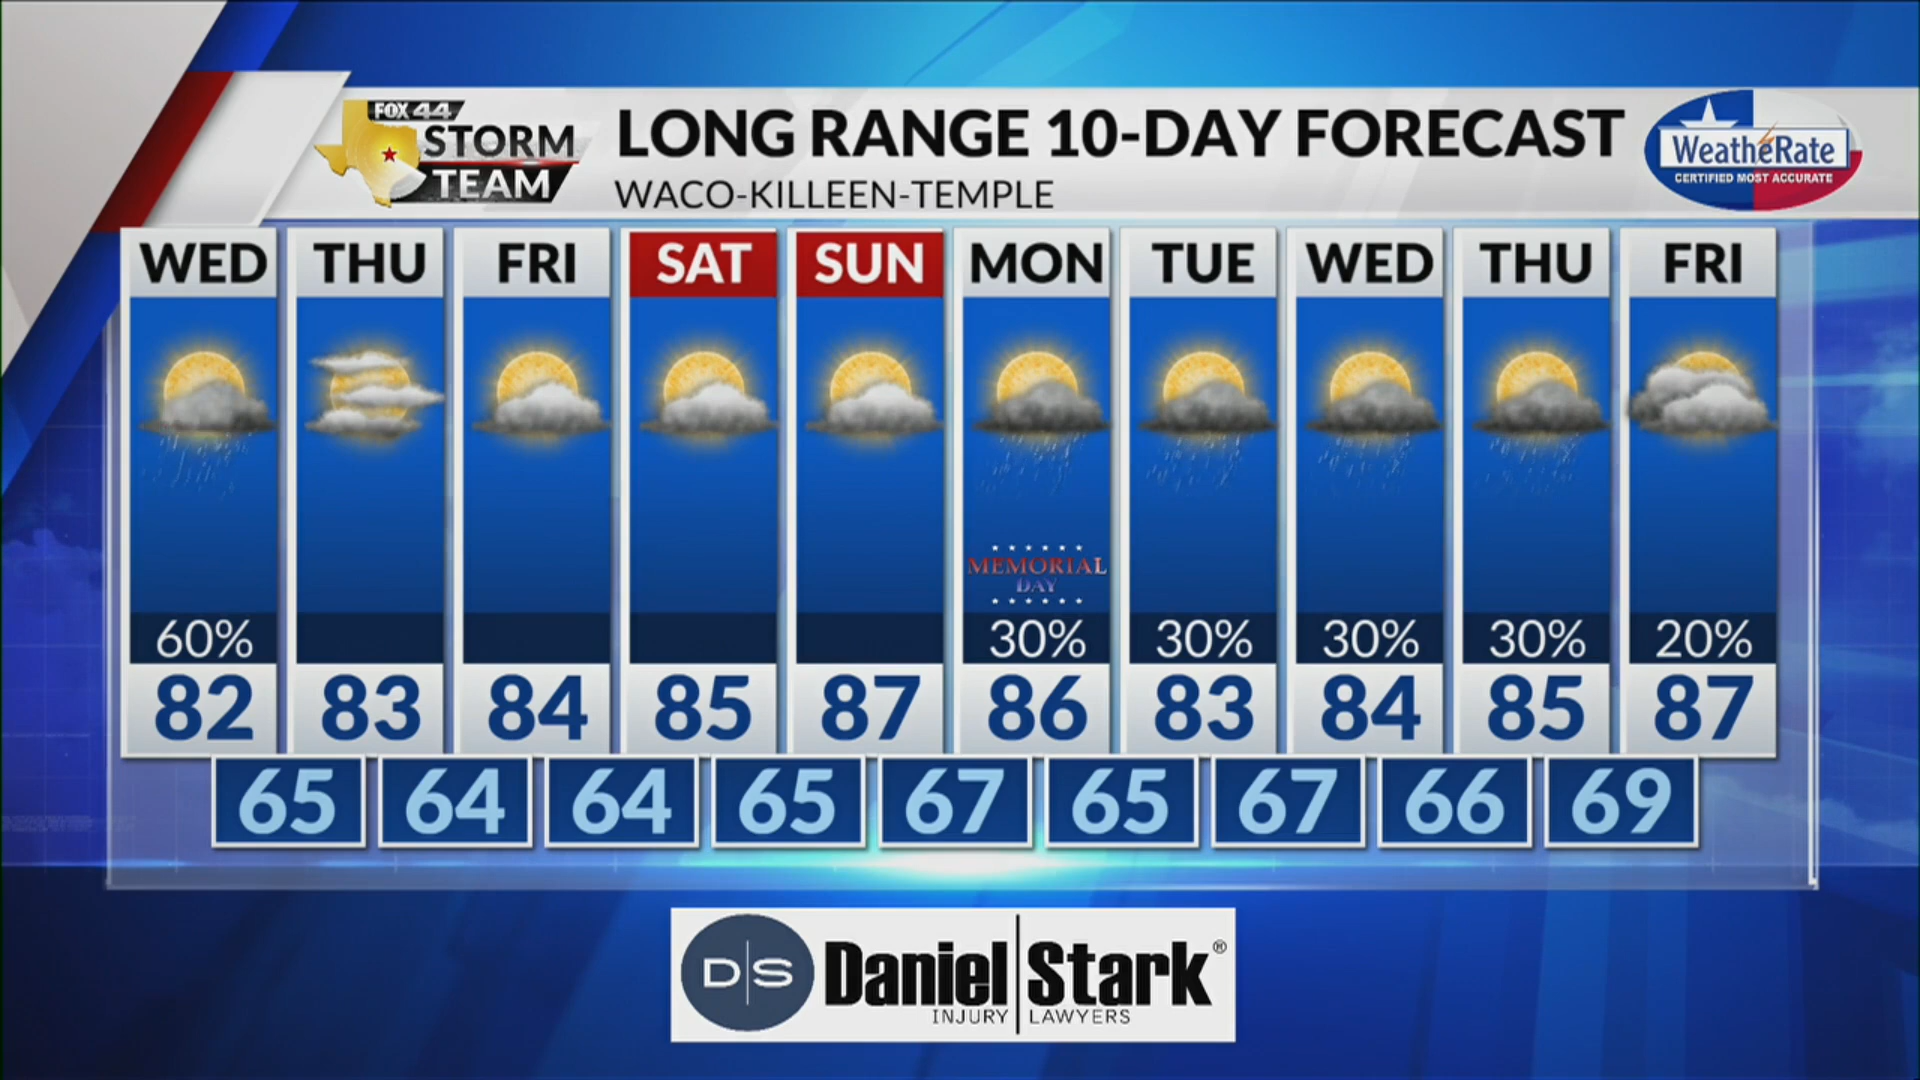 FOX 44
STORM
TEAM
LONG RANGE 10-DAY FORECAST
WACO-KILLEEN-TEMPLE
WeatheRate
CERTIFIED MOST ACCURATE
WED THU FRI SAT SUN MON TUE WED THU FRI
MEMORIAL
DAY
60% 30% 30% 30% 30% 20%
82 83 84 85 87 86 83 84 85 87
65 64 64 65 67 65 67 66 69
D|S
Daniel Stark®
INJURY LAWYERS